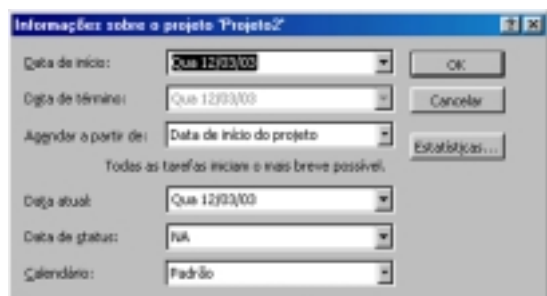 Informações sobre o projeto 'Projeto2'
Data de início: Qua 12/03/03 OK
Data de término: Qua 12/03/03 Cancelar
Agendar a partir de: Data de início do projeto Estatísticas...
Todas as tarefas iniciam o mais breve possível.
Data atual: Qua 12/03/03
Data de status: NA
Calendário: Padrão